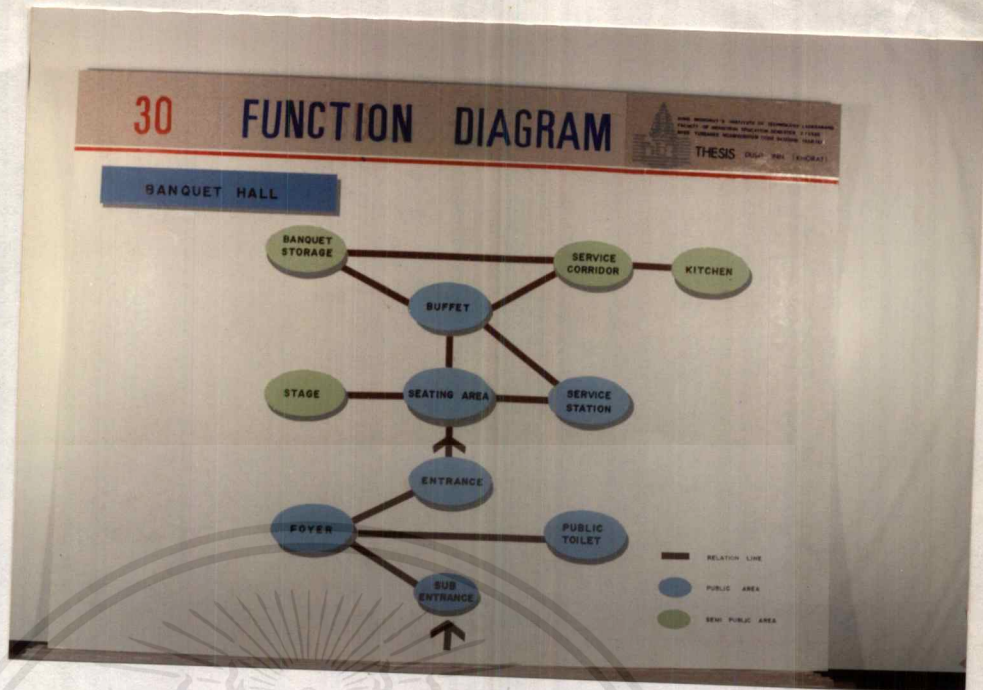 30 FUNCTION DIAGRAM
THESIS
BANQUET HALL
BANQUET
STORAGE
SERVICE
CORRIDOR
KITCHEN
BUFFET
STAGE
SEATING AREA
SERVICE
STATION
ENTRANCE
FOYER
PUBLIC
TOILET
SUB
ENTRANCE
RELATION LINE
PUBLIC AREA
SEMI PUBLIC AREA